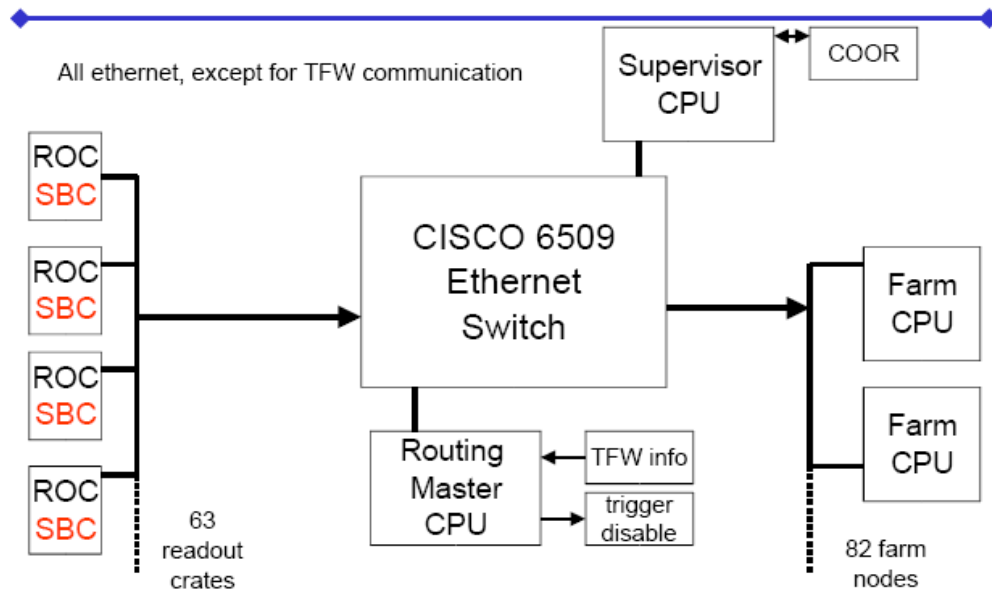 All ethernet, except for TFW communication
Supervisor
CPU
COOR
ROC
SBC
ROC
SBC
ROC
SBC
ROC
SBC
63
readout
crates
CISCO 6509
Ethernet
Switch
Routing
Master
CPU
TFW info
trigger
disable
Farm
CPU
Farm
CPU
82 farm
nodes